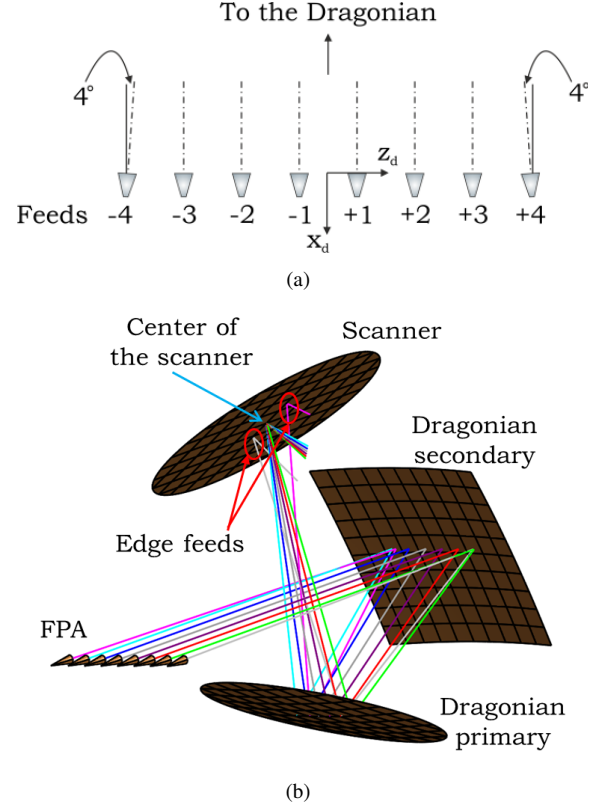 To the Dragonian
4° 4°
z_d
Feeds -4 -3 -2 -1 +1 +2 +3 +4
x_d
(a)
Center of
the scanner
Scanner
Dragonian
secondary
Edge feeds
FPA
Dragonian
primary
(b)